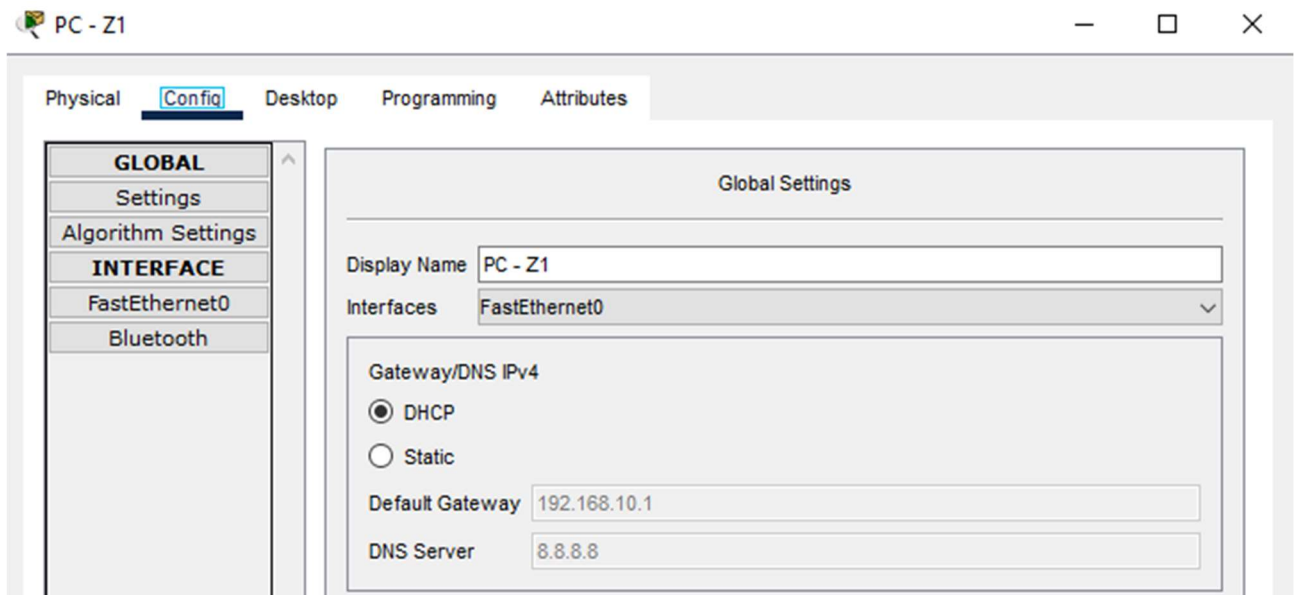 PC - Z1
Physical Config Desktop Programming Attributes
GLOBAL
Settings
Algorithm Settings
INTERFACE
FastEthernet0
Bluetooth
Global Settings
Display Name PC - Z1
Interfaces FastEthernet0
Gateway/DNS IPv4
DHCP
Static
Default Gateway 192.168.10.1
DNS Server 8.8.8.8